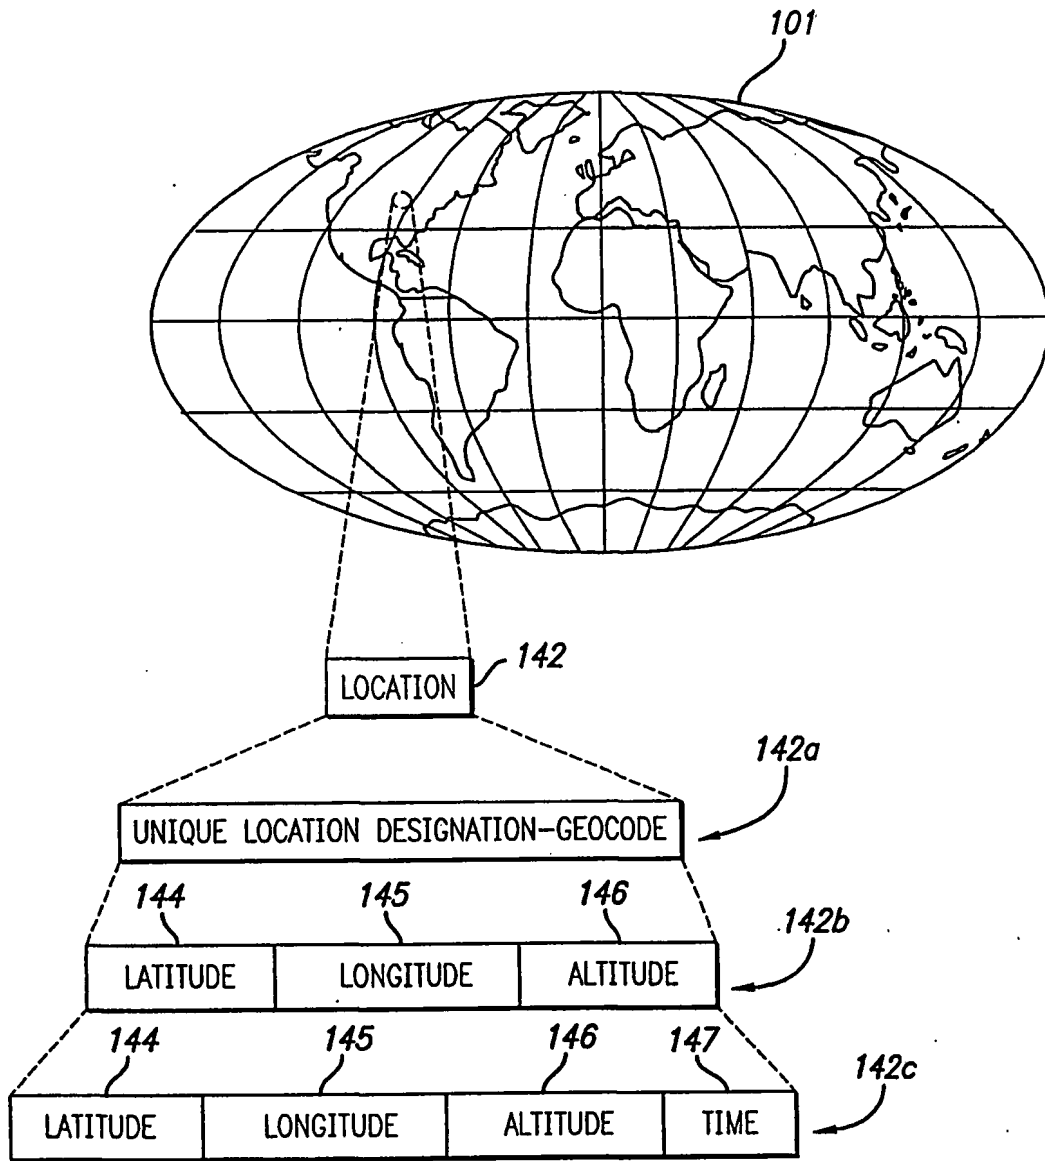 101
LOCATION
142
142a
UNIQUE LOCATION DESIGNATION-GEOCODE
144 145 146
142b
LATITUDE LONGITUDE ALTITUDE
144 145 146 147
142c
LATITUDE LONGITUDE ALTITUDE TIME